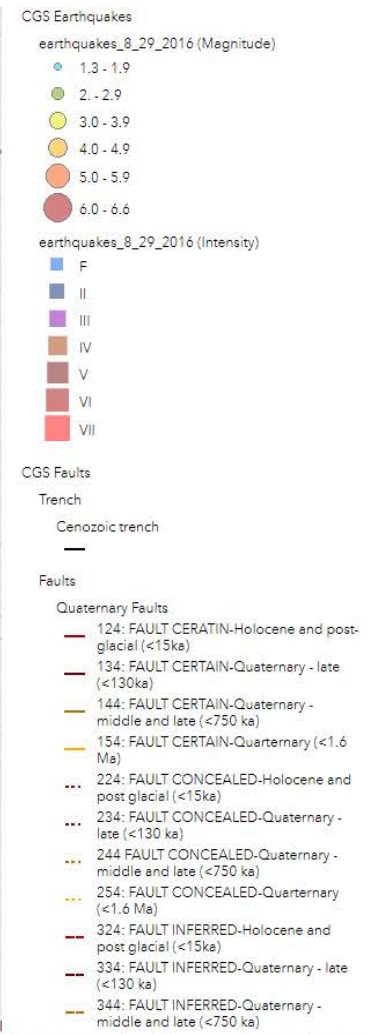 CGS Earthquakes
earthquakes_8_29_2016 (Magnitude)
1.3 - 1.9
2. - 2.9
3.0 - 3.9
4.0 - 4.9
5.0 - 5.9
6.0 - 6.6
earthquakes_8_29_2016 (Intensity)
F
II
III
IV
V
VI
VII
CGS Faults
Trench
Cenozoic trench
Faults
Quaternary Faults
124: FAULT CERATIN-Holocene and post-
glacial (<15ka)
134: FAULT CERTAIN-Quaternary - late
(<130ka)
144: FAULT CERTAIN-Quaternary -
middle and late (<750 ka)
154: FAULT CERTAIN-Quarternary (<1.6
Ma)
224: FAULT CONCEALED-Holocene and
post glacial (<15ka)
234: FAULT CONCEALED-Quaternary -
late (<130 ka)
244 FAULT CONCEALED-Quaternary -
middle and late (<750 ka)
254: FAULT CONCEALED-Quarternary
(<1.6 Ma)
324: FAULT INFERRED-Holocene and
post glacial (<15ka)
334: FAULT INFERRED-Quaternary - late
(<130 ka)
344: FAULT INFERRED-Quaternary -
middle and late (<750 ka)